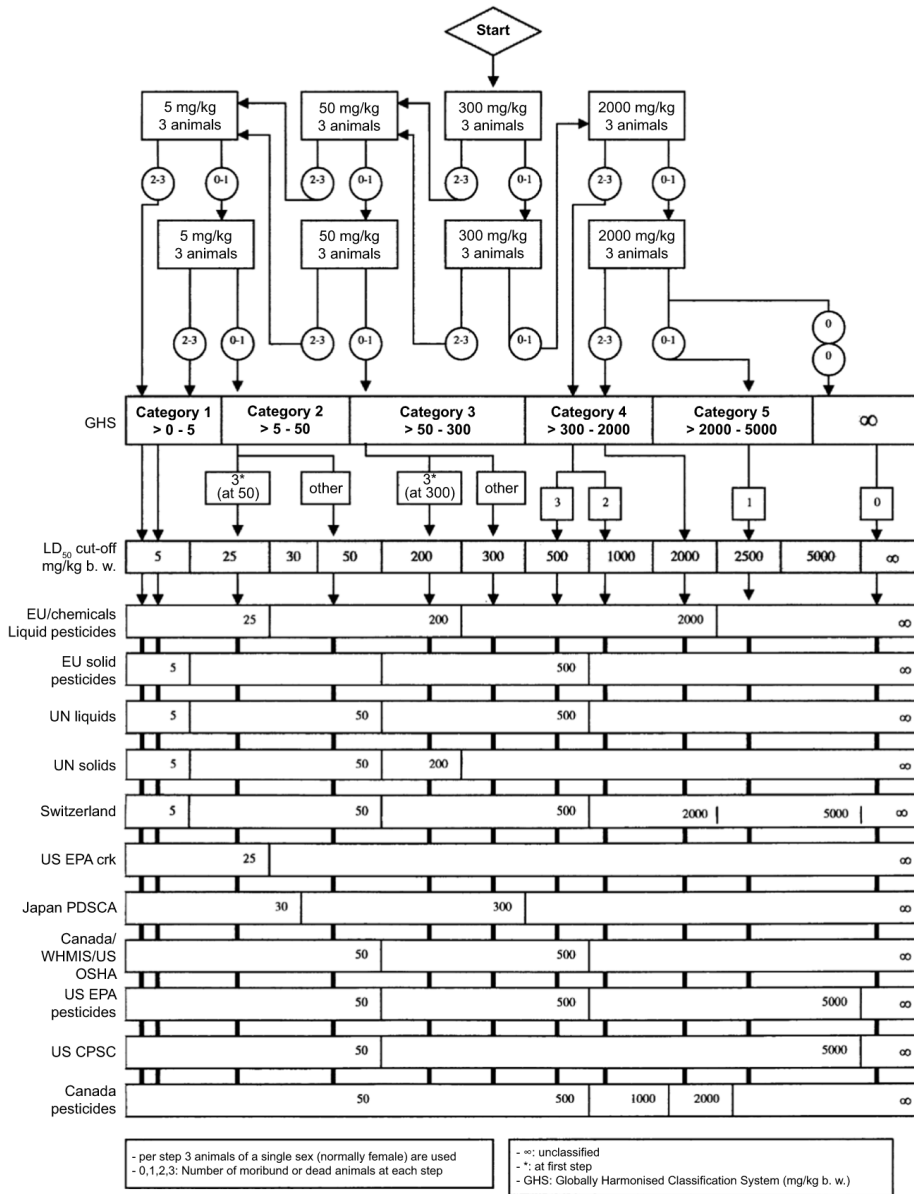 Start
5 mg/kg
3 animals
50 mg/kg
3 animals
300 mg/kg
3 animals
2000 mg/kg
3 animals
2-3
0-1
2-3
0-1
2-3
0-1
2-3
0-1
5 mg/kg
3 animals
50 mg/kg
3 animals
300 mg/kg
3 animals
2000 mg/kg
3 animals
2-3
0-1
2-3
0-1
2-3
0-1
2-3
0-1
0
0
GHS
Category 1
> 0 - 5
Category 2
> 5 - 50
Category 3
> 50 - 300
Category 4
> 300 - 2000
Category 5
> 2000 - 5000
∞
3*
(at 50)
other
3*
(at 300)
other
3
2
1
0
LD50 cut-off
mg/kg b. w.
5 25 30 50 200 300 500 1000 2000 2500 5000 ∞
EU/chemicals
Liquid pesticides
25 200 2000 ∞
EU solid
pesticides
5 500 ∞
UN liquids
5 50 500 ∞
UN solids
5 50 200 ∞
Switzerland
5 50 500 2000 5000 ∞
US EPA crk
25 ∞
Japan PDSCA
30 300 ∞
Canada/
WHMIS/US
OSHA
50 500 ∞
US EPA
pesticides
50 500 5000 ∞
US CPSC
50 5000 ∞
Canada
pesticides
50 500 1000 2000 ∞
- per step 3 animals of a single sex (normally female) are used
- 0,1,2,3: Number of moribund or dead animals at each step
- ∞: unclassified
- *: at first step
- GHS: Globally Harmonised Classification System (mg/kg b. w.)